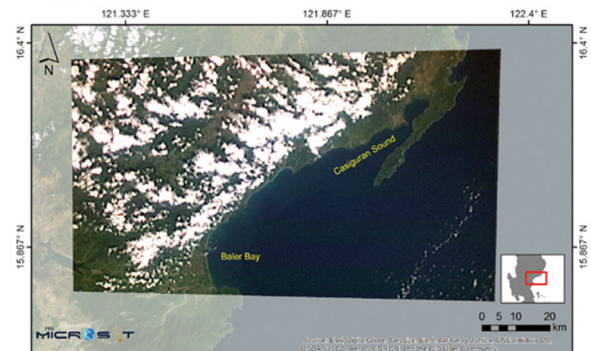 121.333° E
121.867° E
122.4° E
16.4° N
16.4° N
N
Casiguran Sound
Baler Bay
15.867° N
15.867° N
PHL
MICROSAT
0 5 10 20
km